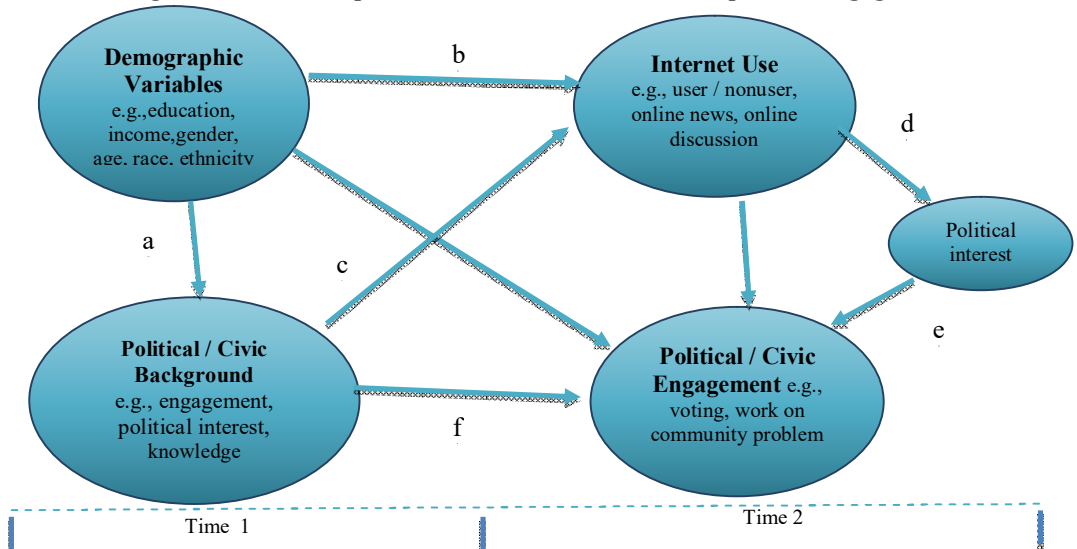 b
Demographic
Variables
e.g.,education,
income,gender,
age, race, ethnicity
Internet Use
e.g., user / nonuser,
online news, online
discussion
d
a
c
Political
interest
e
Political / Civic
Background
e.g., engagement,
political interest,
knowledge
f
Political / Civic
Engagement e.g.,
voting, work on
community problem
Time 1
Time 2